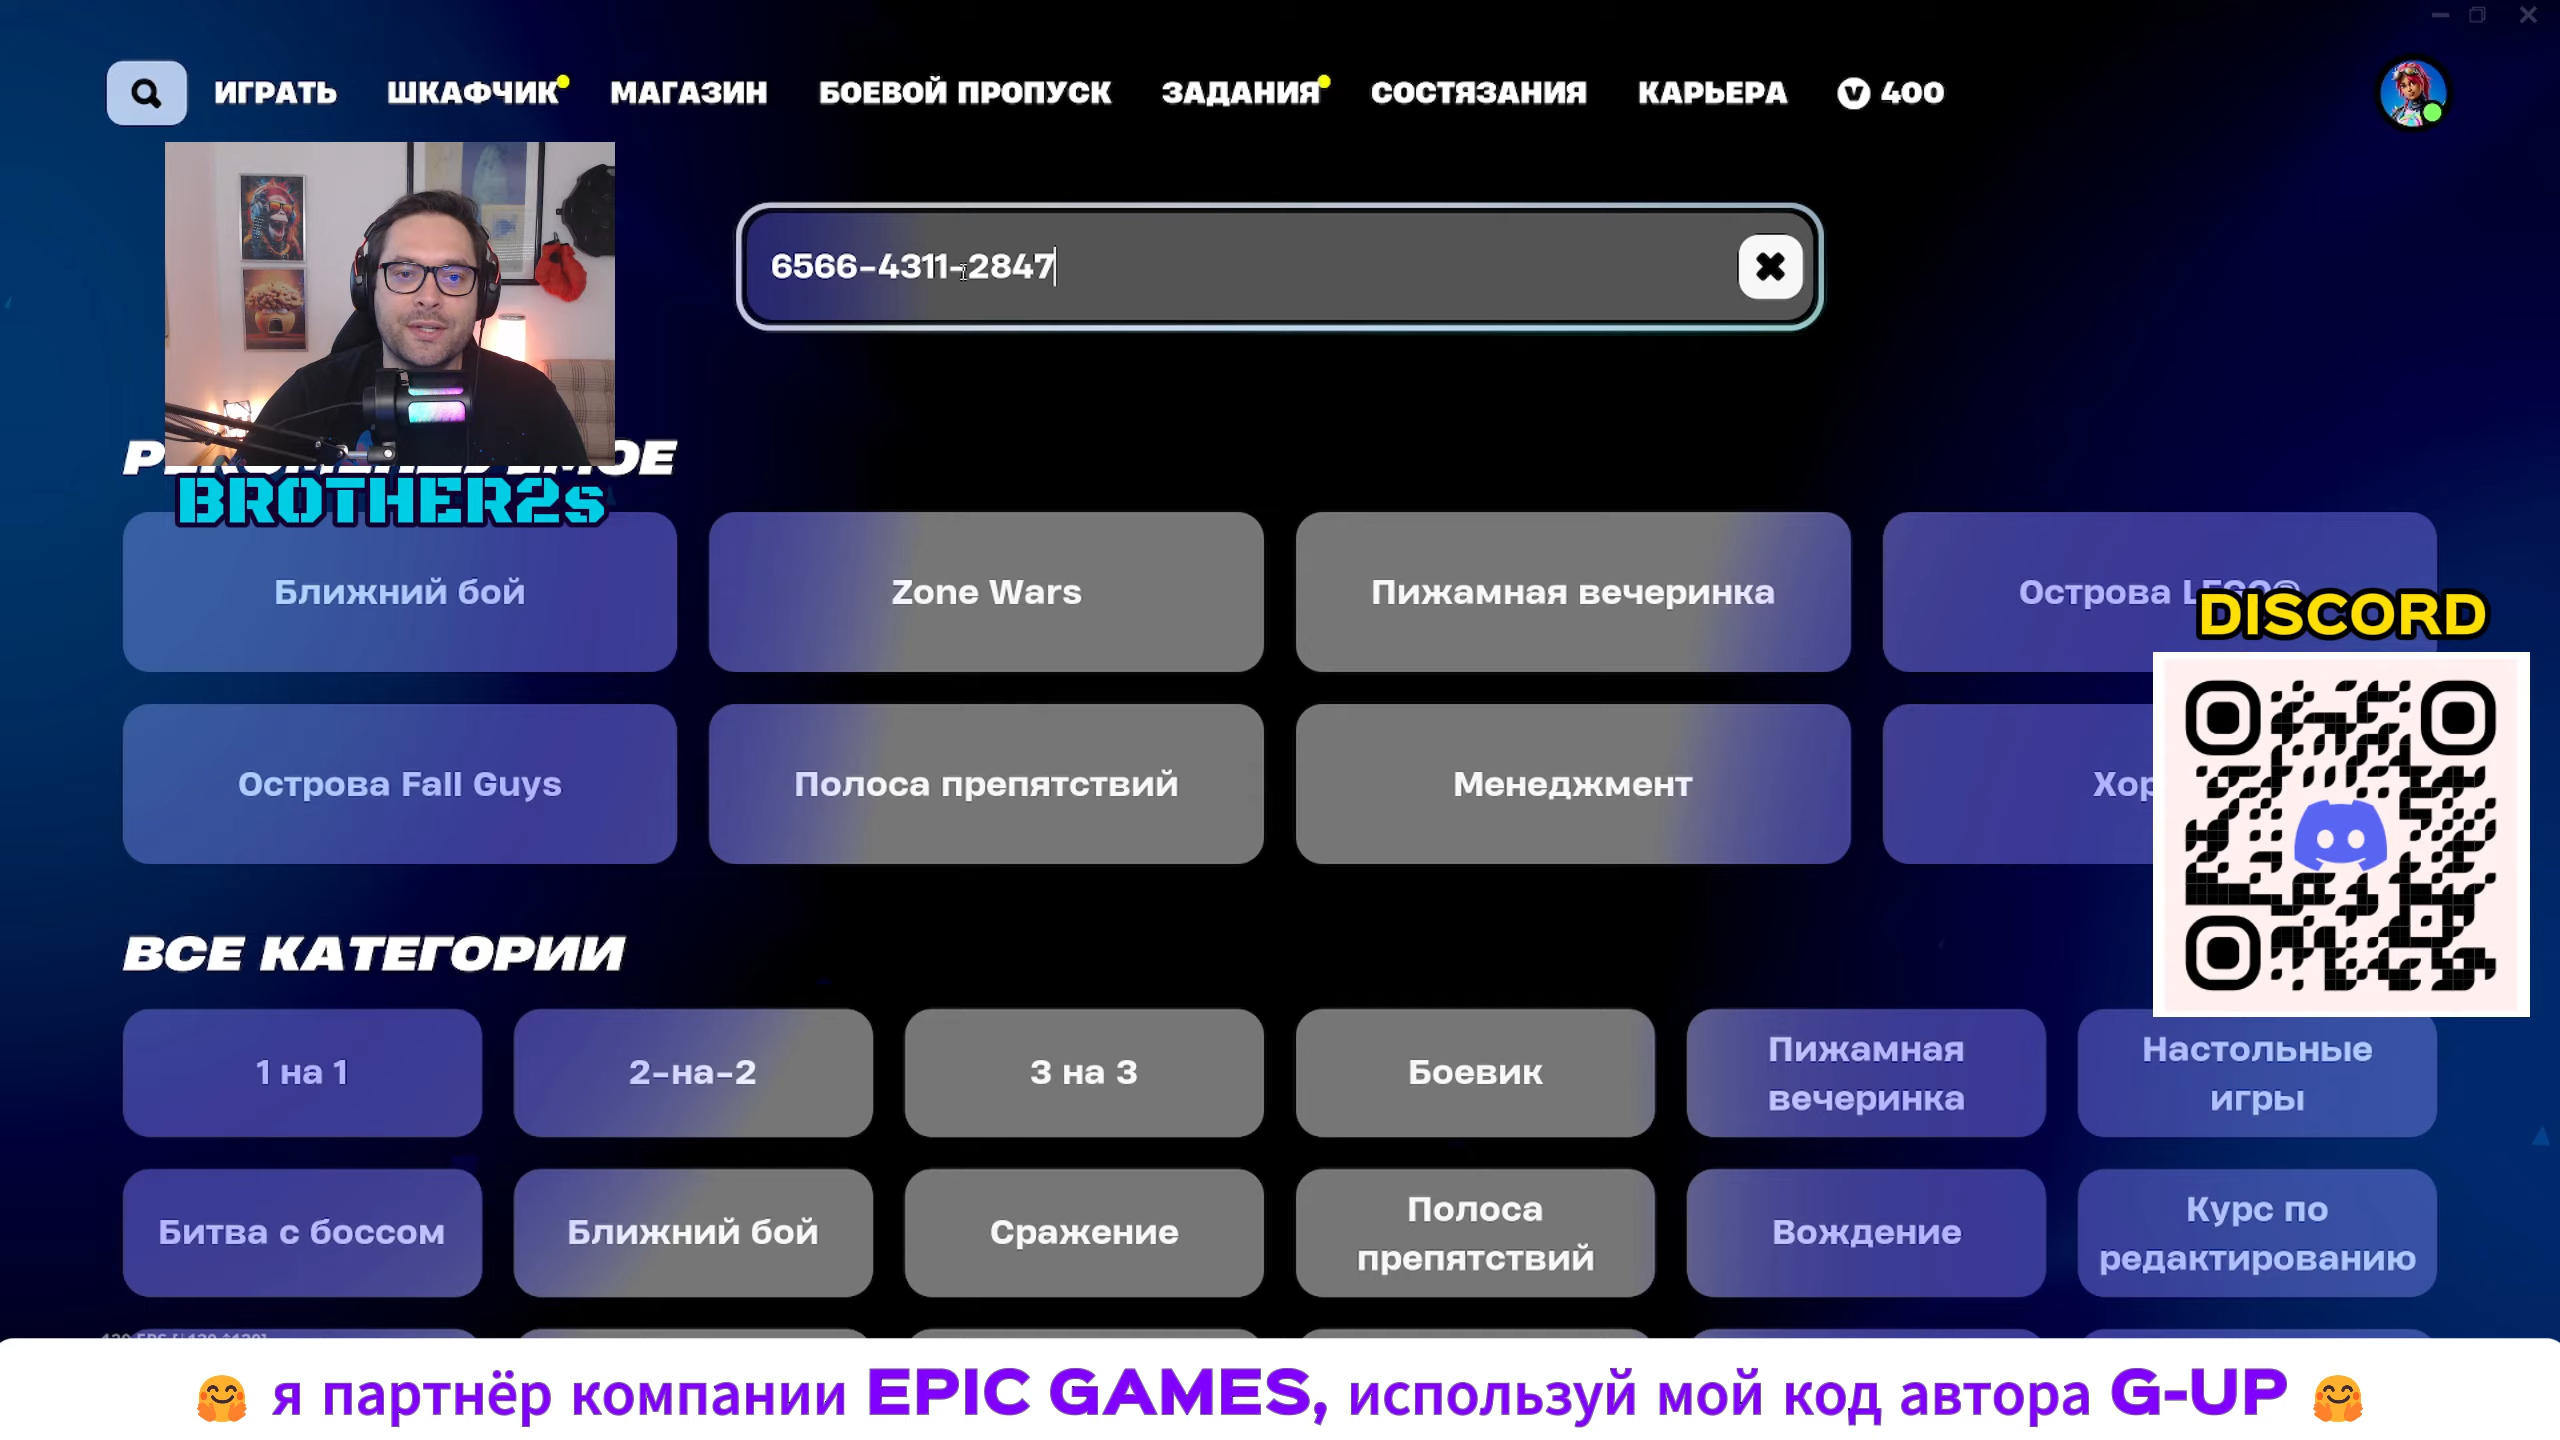 ИГРАТЬ ШКАФЧИК МАГАЗИН БОЕВОЙ ПРОПУСК ЗАДАНИЯ СОСТЯЗАНИЯ КАРЬЕРА 400
6566-4311-2847
BROTHER2s
Ближний бой Zone Wars Пижамная вечеринка Острова
DISCORD
Острова Fall Guys Полоса препятствий Менеджмент
ВСЕ КАТЕГОРИИ
1 на 1 2-на-2 3 на 3 Боевик Пижамная вечеринка Настольные игры
Битва с боссом Ближний бой Сражение Полоса препятствий Вождение Курс по редактированию
🤗 я партнёр компании EPIC GAMES, используй мой код автора G-UP 🤗